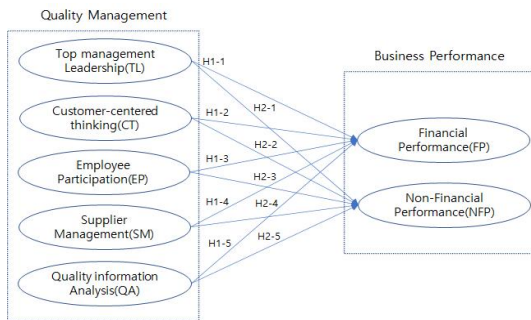 Quality Management
Top management
Leadership(TL)
Customer-centered
thinking(CT)
Employee
Participation(EP)
Supplier
Management(SM)
Quality information
Analysis(QA)
H1-1
H2-1
H1-2
H2-2
H1-3
H2-3
H1-4
H2-4
H1-5
H2-5
Business Performance
Financial
Performance(FP)
Non-Financial
Performance(NFP)